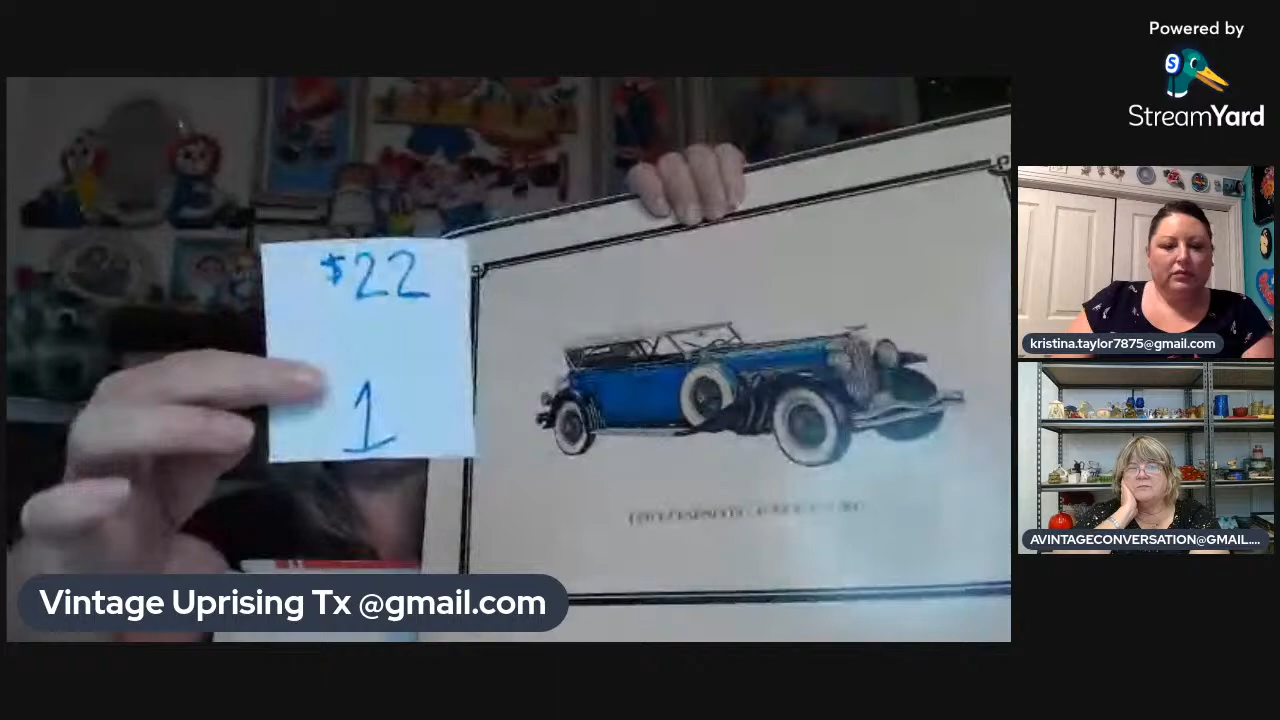 Powered by
StreamYard
$22
1
kristina.taylor7875@gmail.com
AVINTAGECONVERSATION@GMAIL....
Vintage Uprising Tx @gmail.com